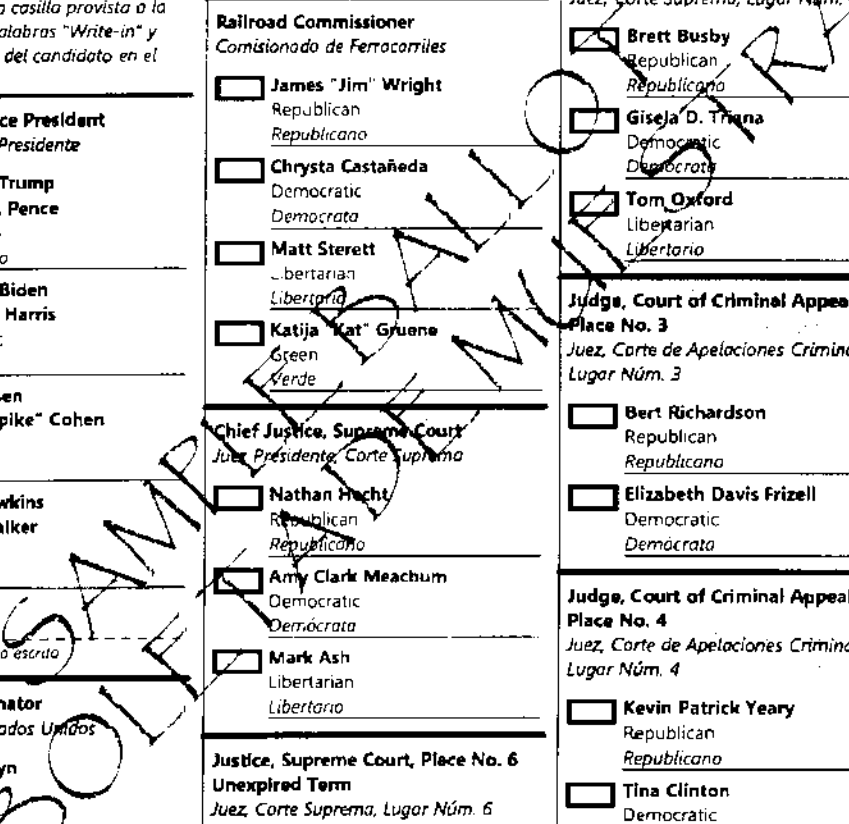 a casilla provista a la
alabras "Write-in" y
del candidato en el
ce President
Presidente
Trump
Pence
o
Biden
Harris
en
pike" Cohen
wkins
alker
o escrito
nator
ados Unidos
yn
Railroad Commissioner
Comisionado de Ferrocarriles
James "Jim" Wright
Republican
Republicano
Chrysta Castañeda
Democratic
Demócrata
Matt Sterett
Libertarian
Libertario
Katija "Kat" Gruene
Green
Verde
Chief Justice, Supreme Court
Juez Presidente, Corte Suprema
Nathan Hecht
Republican
Republicano
Amy Clark Meachum
Democratic
Demócrata
Mark Ash
Libertarian
Libertario
Justice, Supreme Court, Place No. 6
Unexpired Term
Juez, Corte Suprema, Lugar Núm. 6
Juez, Corte Suprema, Lugar Núm.
Brett Busby
Republican
Republicano
Gisela D. Triana
Democratic
Demócrata
Tom Oxford
Libertarian
Libertario
Judge, Court of Criminal Appeal
Place No. 3
Juez, Corte de Apelaciones Crimina
Lugar Núm. 3
Bert Richardson
Republican
Republicano
Elizabeth Davis Frizell
Democratic
Demócrata
Judge, Court of Criminal Appeal
Place No. 4
Juez, Corte de Apelaciones Crimina
Lugar Núm. 4
Kevin Patrick Yeary
Republican
Republicano
Tina Clinton
Democratic
SAMPLE BALLOT
BOLETA DE MUESTRA